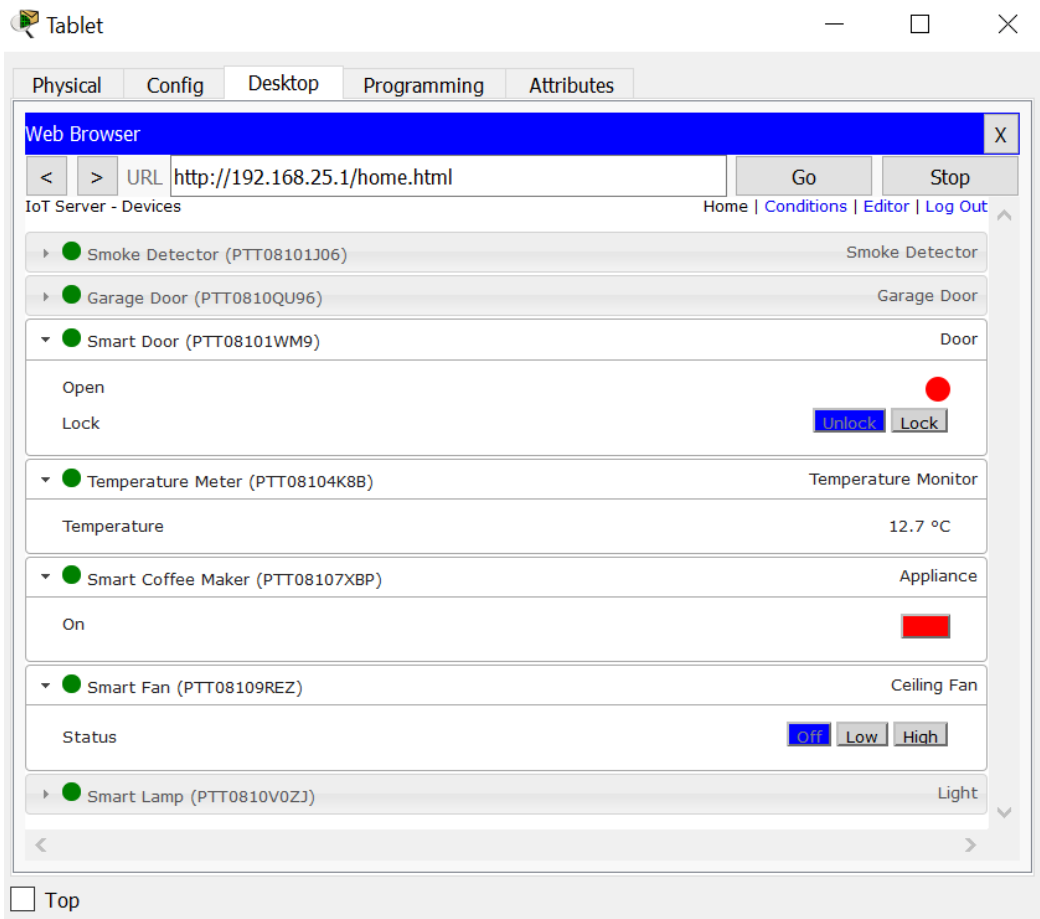 Tablet
Physical Config Desktop Programming Attributes
Web Browser X
< > URL http://192.168.25.1/home.html Go Stop
IoT Server - Devices Home | Conditions | Editor | Log Out
Smoke Detector (PTT08101J06) Smoke Detector
Garage Door (PTT0810QU96) Garage Door
Smart Door (PTT08101WM9) Door
Open
Lock Unlock Lock
Temperature Meter (PTT08104K8B) Temperature Monitor
Temperature 12.7 °C
Smart Coffee Maker (PTT08107XBP) Appliance
On
Smart Fan (PTT08109REZ) Ceiling Fan
Status Off Low High
Smart Lamp (PTT0810V0ZJ) Light
Top